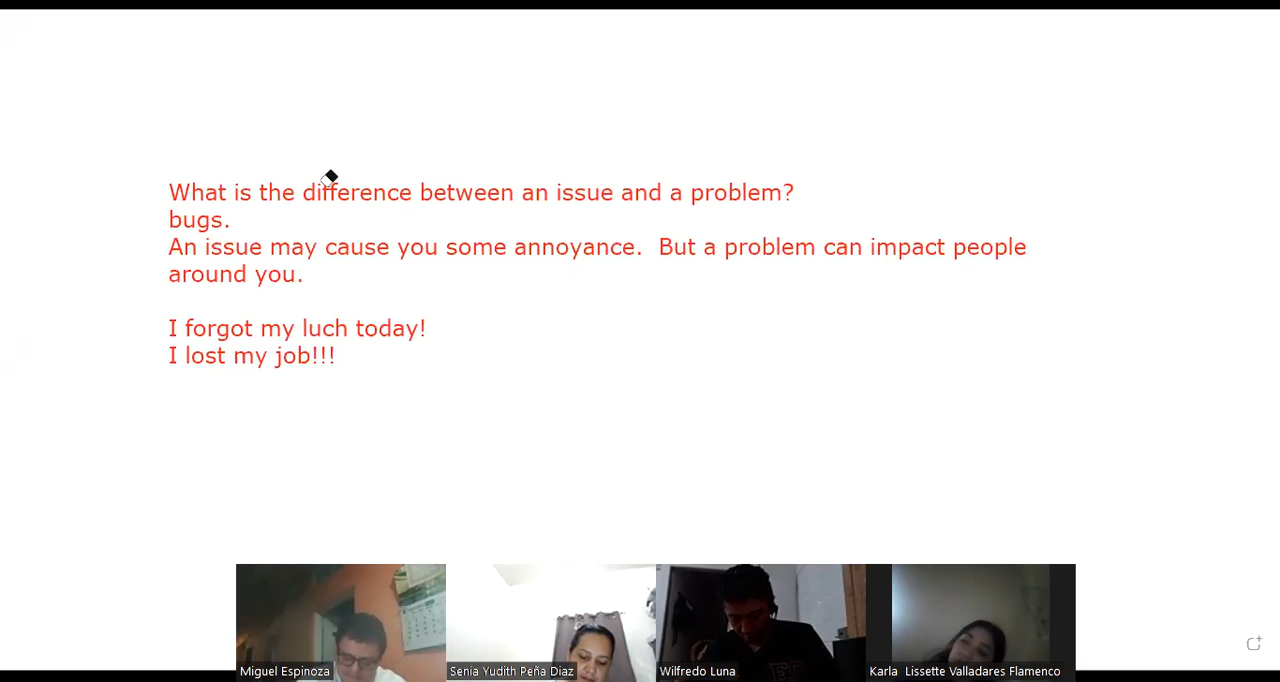 What is the difference between an issue and a problem?
bugs.
An issue may cause you some annoyance.  But a problem can impact people
around you.
I forgot my luch today!
I lost my job!!!
Miguel Espinoza
Senia Yudith Peña Diaz
Wilfredo Luna
Karla  Lissette Valladares Flamenco